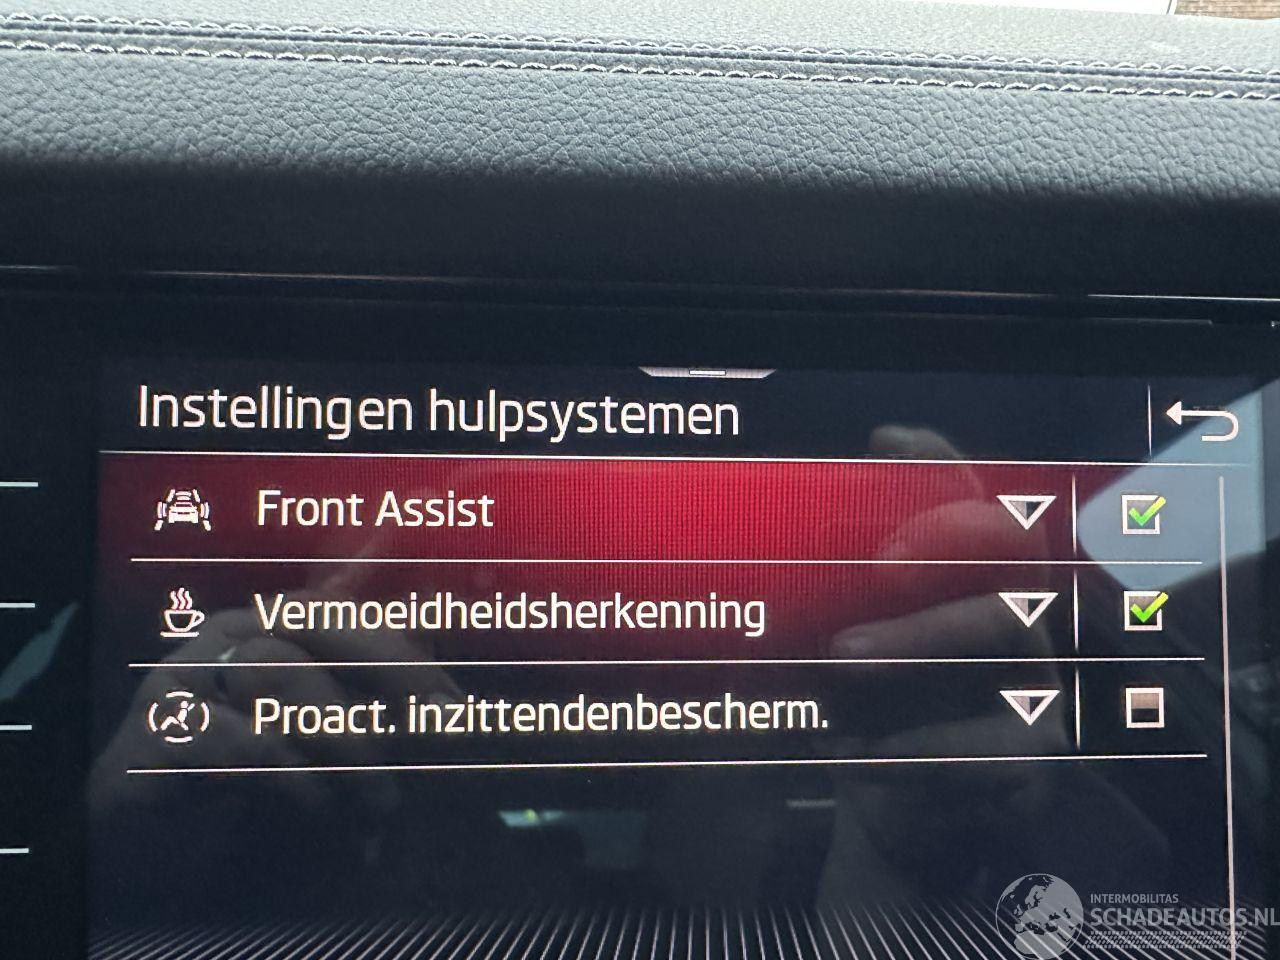 Instellingen hulpsystemen
Front Assist
Vermoeidheidsherkenning
Proact. inzittendenbescherm.
INTERMOBILITAS
SCHADEAUTOS.NL